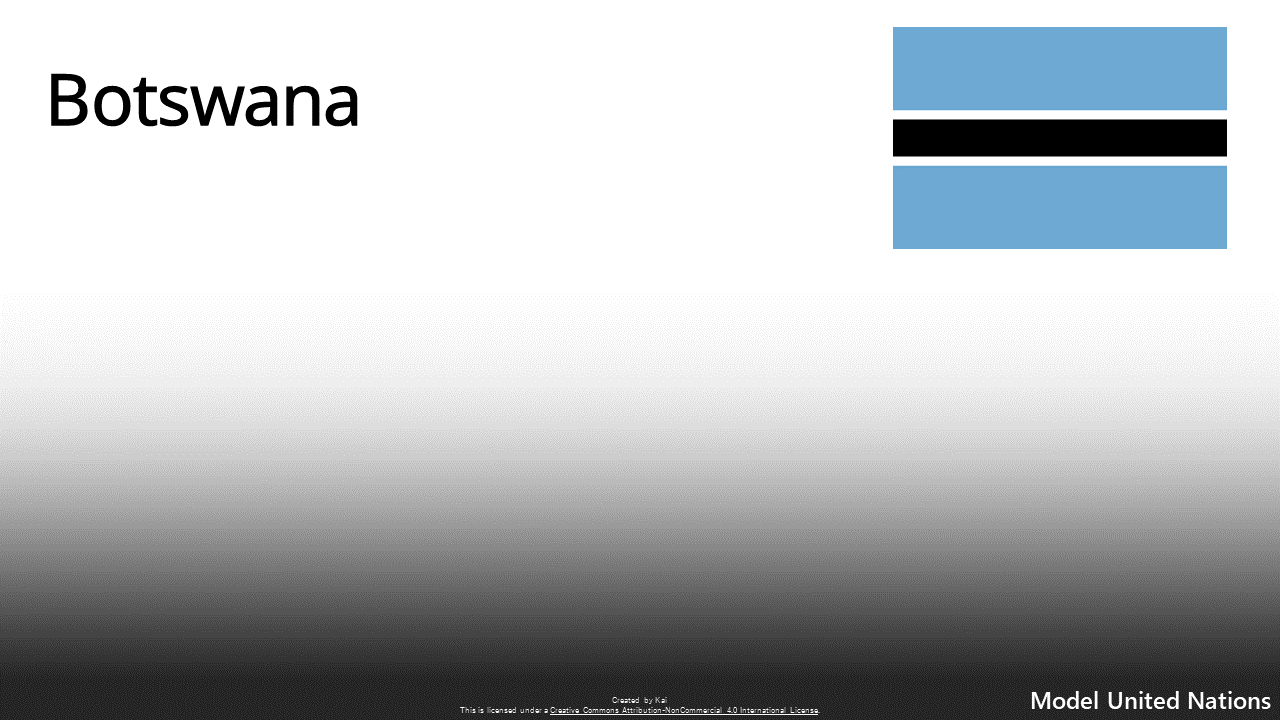 Botswana
Created by Kai
This is licensed under a Creative Commons Attribution-NonCommercial 4.0 International License.
Model United Nations